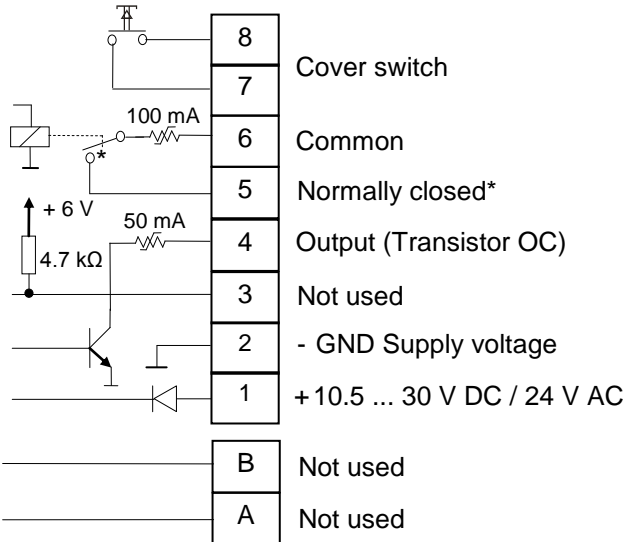 8
Cover switch
7
100 mA
6 Common
*
5 Normally closed*
+ 6 V
50 mA
4 Output (Transistor OC)
4.7 kΩ
3 Not used
2 - GND Supply voltage
1 +10.5 ... 30 V DC / 24 V AC
B Not used
A Not used